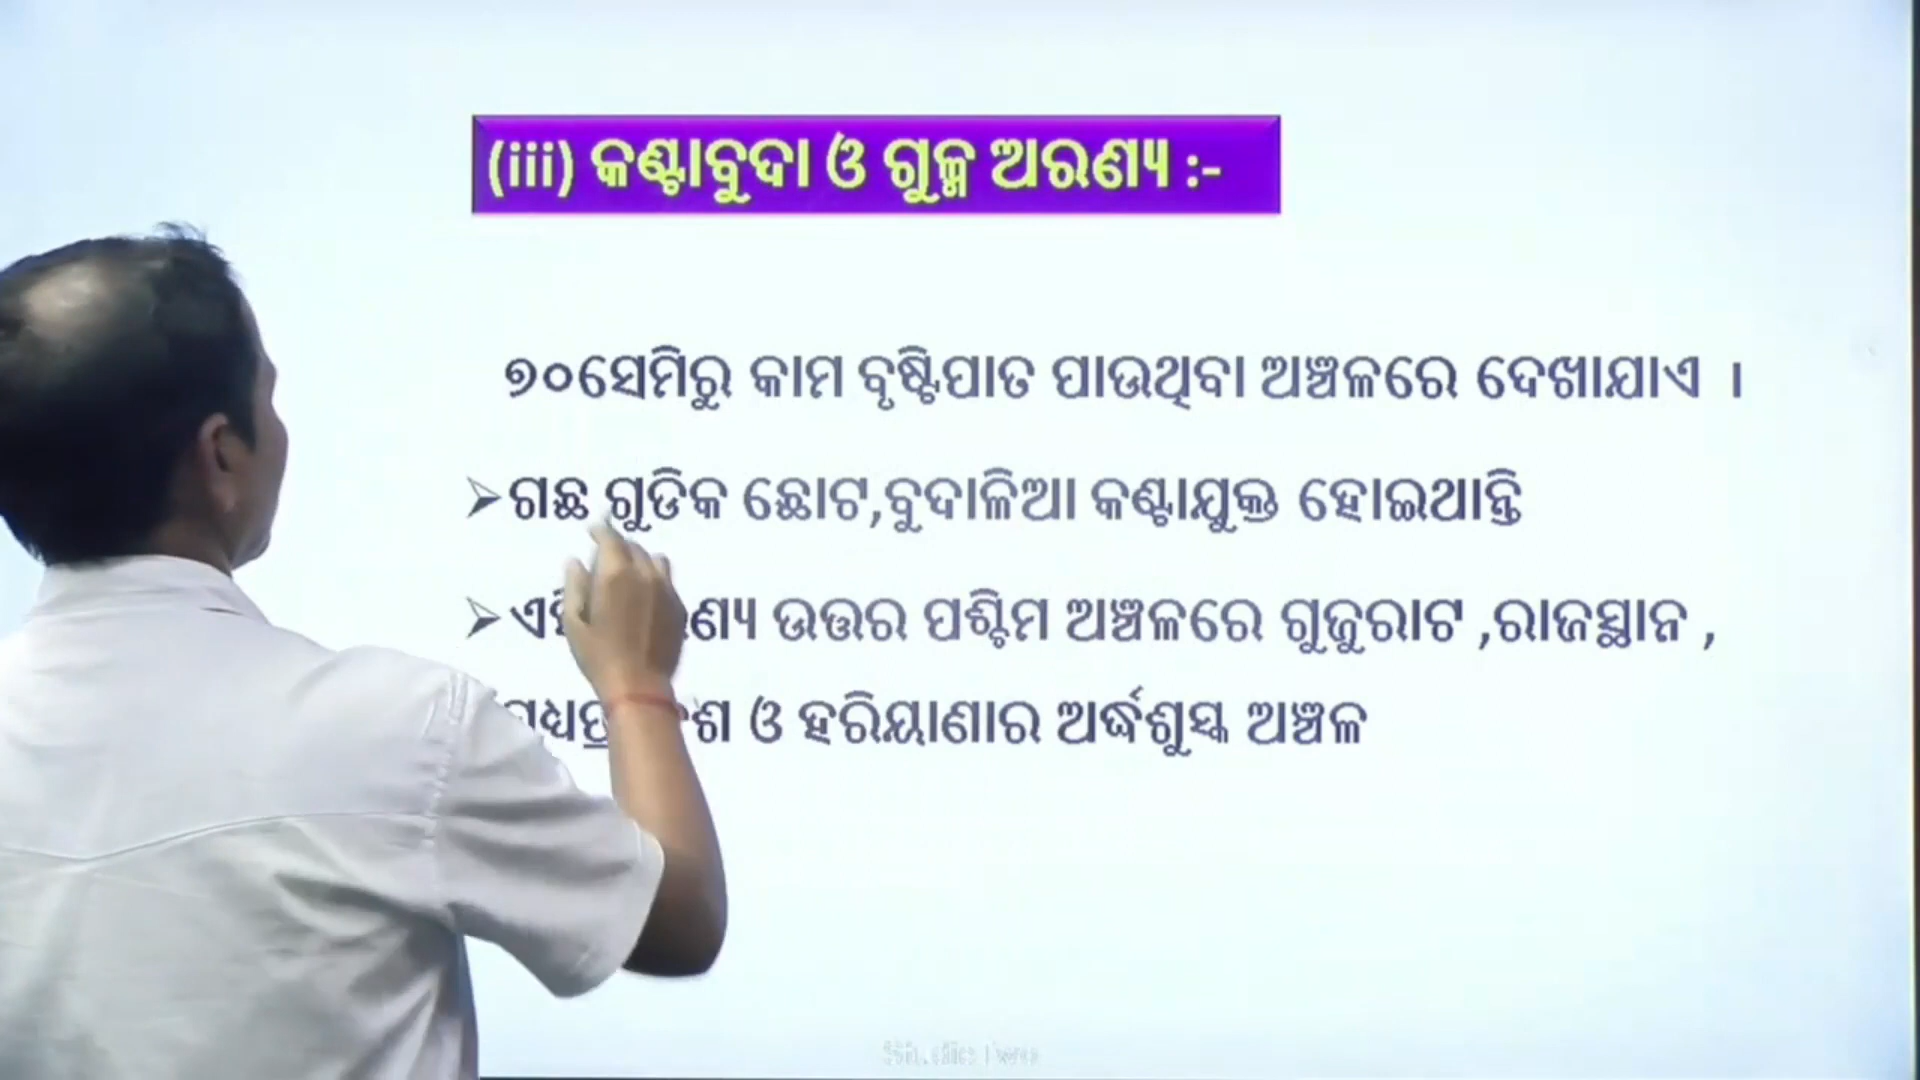 (iii) କଣ୍ଟାବୁଦା ଓ ଗୁଳ୍ମ ଅରଣ୍ୟ :-
୭୦ସେମିରୁ କାମ ବୃଷ୍ଟିପାତ ପାଉଥିବା ଅଞ୍ଚଳରେ ଦେଖାଯାଏ ।
➢ଗଛ ଗୁଡିକ ଛୋଟ,ବୁଦାଳିଆ କଣ୍ଟାଯୁକ୍ତ ହୋଇଥାନ୍ତି
➢ ଉତ୍ତର ପଶ୍ଚିମ ଅଞ୍ଚଳରେ ଗୁଜୁରାଟ ,ରାଜସ୍ଥାନ ,
ଓ ହରିୟାଣାର ଅର୍ଦ୍ଧଶୁସ୍କ ଅଞ୍ଚଳ